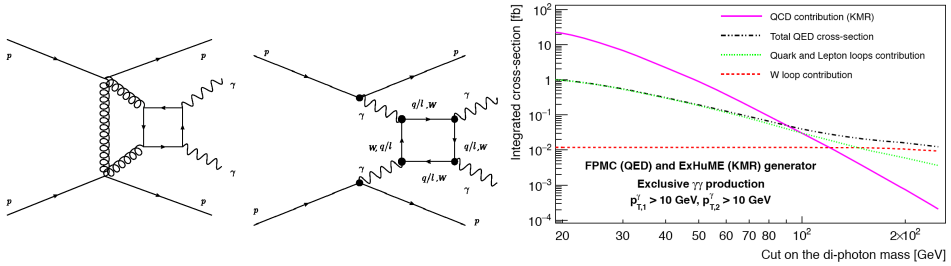 p
p
γ
γ
p
p
p
p
γ
q/l ,w
γ
w, q/l
q/l,w
γ
q/l ,w
γ
p
p
Integrated cross-section [fb]
10²
10
1
10⁻¹
10⁻²
10⁻³
10⁻⁴
QCD contribution (KMR)
Total QED cross-section
Quark and Lepton loops contribution
W loop contribution
FPMC (QED) and ExHuME (KMR) generator
Exclusive γγ production
p^γ_{T,1} > 10 GeV, p^γ_{T,2} > 10 GeV
20 30 40 50 60 70 80 10² 2×10²
Cut on the di-photon mass [GeV]